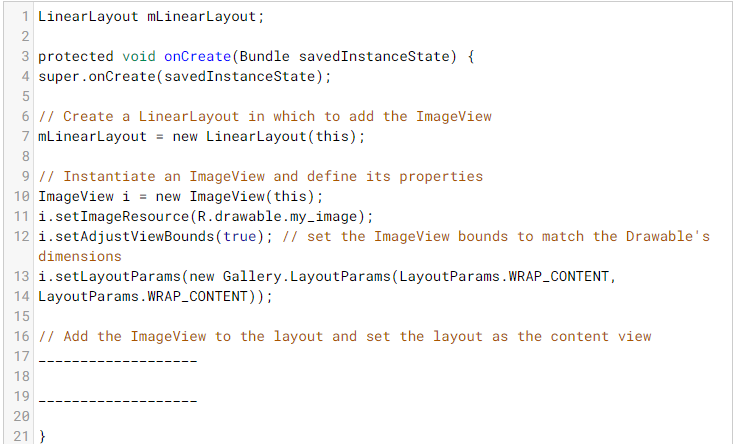 1 LinearLayout mLinearLayout;
2
3 protected void onCreate(Bundle savedInstanceState) {
4 super.onCreate(savedInstanceState);
5
6 // Create a LinearLayout in which to add the ImageView
7 mLinearLayout = new LinearLayout(this);
8
9 // Instantiate an ImageView and define its properties
10 ImageView i = new ImageView(this);
11 i.setImageResource(R.drawable.my_image);
12 i.setAdjustViewBounds(true); // set the ImageView bounds to match the Drawable's
dimensions
13 i.setLayoutParams(new Gallery.LayoutParams(LayoutParams.WRAP_CONTENT,
14 LayoutParams.WRAP_CONTENT));
15
16 // Add the ImageView to the layout and set the layout as the content view
17 ___________________
18
19 ___________________
20
21 }